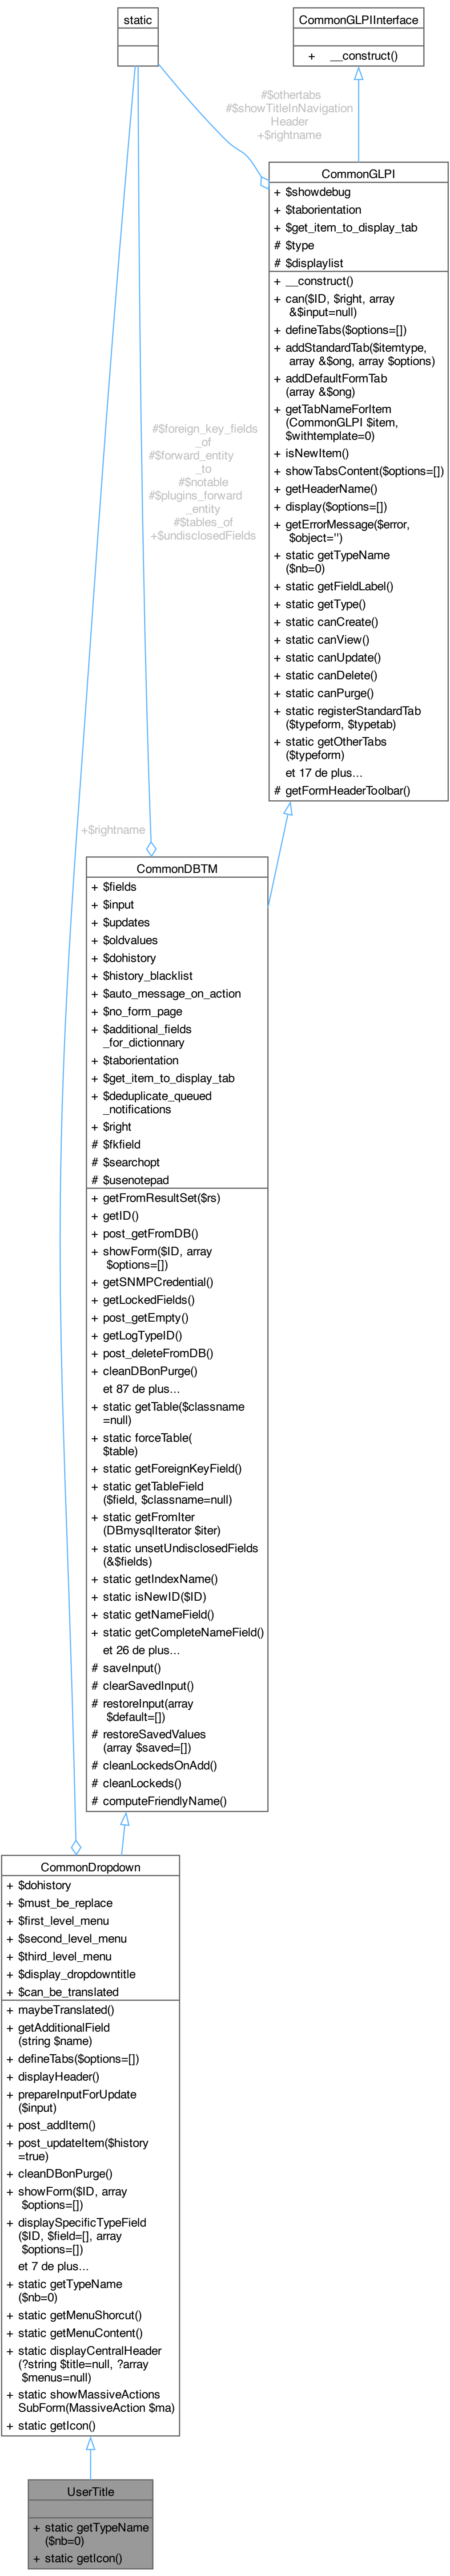 static
CommonGLPIInterface
+ __construct()
#$othertabs
#$showTitleInNavigation
Header
+$rightname
CommonGLPI
+ $showdebug
+ $taborientation
+ $get_item_to_display_tab
# $type
# $displaylist
+ __construct()
+ can($ID, $right, array
&$input=null)
+ defineTabs($options=[])
+ addStandardTab($itemtype,
array &$ong, array $options)
+ addDefaultFormTab
(array &$ong)
+ getTabNameForItem
(CommonGLPI $item,
$withtemplate=0)
+ isNewItem()
+ showTabsContent($options=[])
+ getHeaderName()
+ display($options=[])
+ getErrorMessage($error,
$object='')
+ static getTypeName
($nb=0)
+ static getFieldLabel()
+ static getType()
+ static canCreate()
+ static canView()
+ static canUpdate()
+ static canDelete()
+ static canPurge()
+ static registerStandardTab
($typeform, $typetab)
+ static getOtherTabs
($typeform)
et 17 de plus...
# getFormHeaderToolbar()
#$foreign_key_fields
_of
#$forward_entity
_to
#$notable
#$plugins_forward
_entity
#$tables_of
+$undisclosedFields
+$rightname
CommonDBTM
+ $fields
+ $input
+ $updates
+ $oldvalues
+ $dohistory
+ $history_blacklist
+ $auto_message_on_action
+ $no_form_page
+ $additional_fields
_for_dictionnary
+ $taborientation
+ $get_item_to_display_tab
+ $deduplicate_queued
_notifications
+ $right
# $fkfield
# $searchopt
# $usenotepad
+ getFromResultSet($rs)
+ getID()
+ post_getFromDB()
+ showForm($ID, array
$options=[])
+ getSNMPCredential()
+ getLockedFields()
+ post_getEmpty()
+ getLogTypeID()
+ post_deleteFromDB()
+ cleanDBonPurge()
et 87 de plus...
+ static getTable($classname
=null)
+ static forceTable(
$table)
+ static getForeignKeyField()
+ static getTableField
($field, $classname=null)
+ static getFromIter
(DBmysqlIterator $iter)
+ static unsetUndisclosedFields
(&$fields)
+ static getIndexName()
+ static isNewID($ID)
+ static getNameField()
+ static getCompleteNameField()
et 26 de plus...
# saveInput()
# clearSavedInput()
# restoreInput(array
$default=[])
# restoreSavedValues
(array $saved=[])
# cleanLockedsOnAdd()
# cleanLockeds()
# computeFriendlyName()
CommonDropdown
+ $dohistory
+ $must_be_replace
+ $first_level_menu
+ $second_level_menu
+ $third_level_menu
+ $display_dropdowntitle
+ $can_be_translated
+ maybeTranslated()
+ getAdditionalField
(string $name)
+ defineTabs($options=[])
+ displayHeader()
+ prepareInputForUpdate
($input)
+ post_addItem()
+ post_updateItem($history
=true)
+ cleanDBonPurge()
+ showForm($ID, array
$options=[])
+ displaySpecificTypeField
($ID, $field=[], array
$options=[])
et 7 de plus...
+ static getTypeName
($nb=0)
+ static getMenuShorcut()
+ static getMenuContent()
+ static displayCentralHeader
(?string $title=null, ?array
$menus=null)
+ static showMassiveActions
SubForm(MassiveAction $ma)
+ static getIcon()
UserTitle
+ static getTypeName
($nb=0)
+ static getIcon()